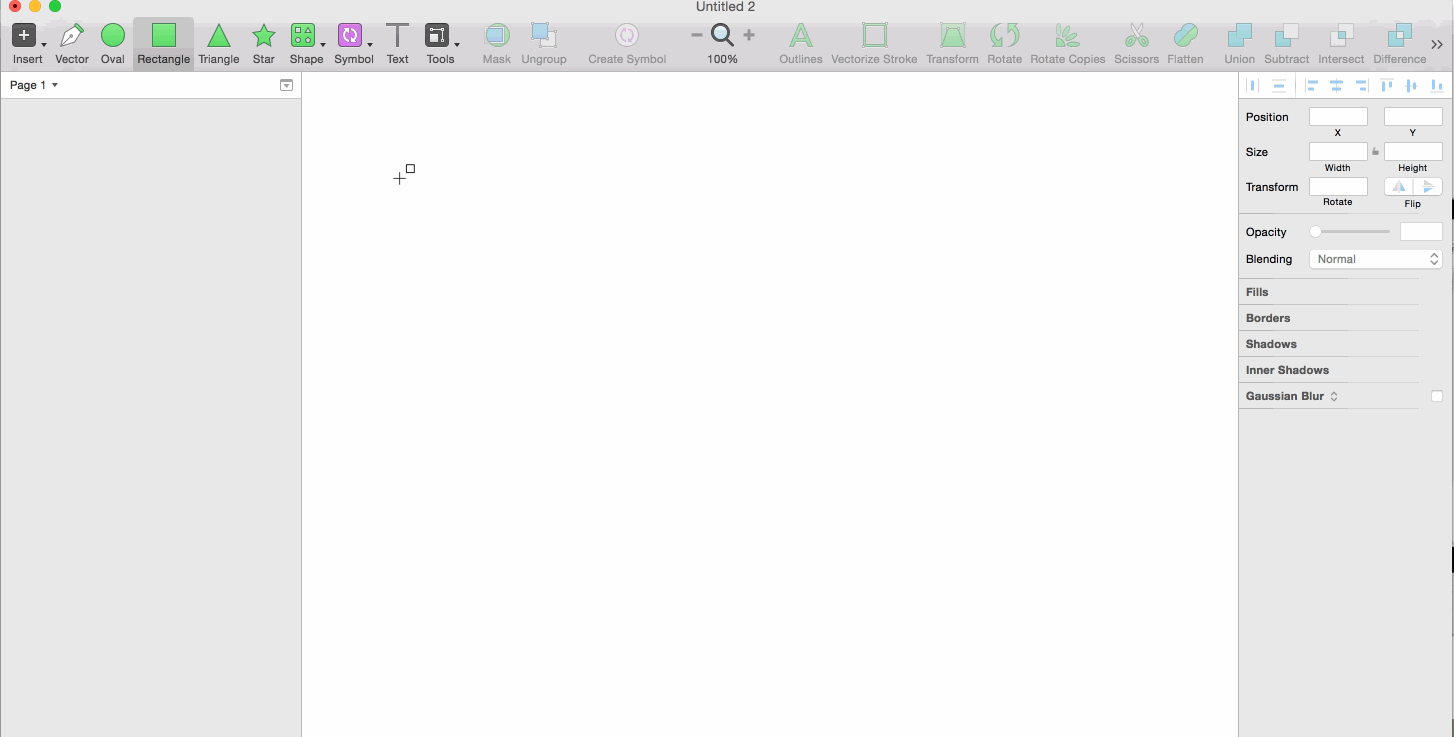 Untitled 2
Insert Vector Oval Rectangle Triangle Star Shape Symbol Text Tools Mask Ungroup Create Symbol 100% Outlines Vectorize Stroke Transform Rotate Rotate Copies Scissors Flatten Union Subtract Intersect Difference
Page 1
Position
X Y
Size
Width Height
Transform
Rotate Flip
Opacity
Blending Normal
Fills
Borders
Shadows
Inner Shadows
Gaussian Blur